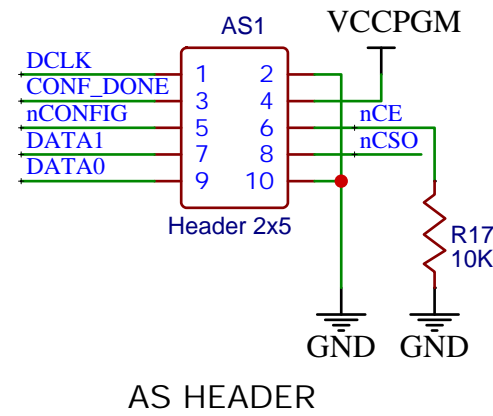 AS1
VCCPGM
DCLK
CONF_DONE
nCONFIG
DATA1
DATA0
1 2
3 4
5 6
7 8
9 10
nCE
nCSO
Header 2x5
R17
10K
GND GND
AS HEADER